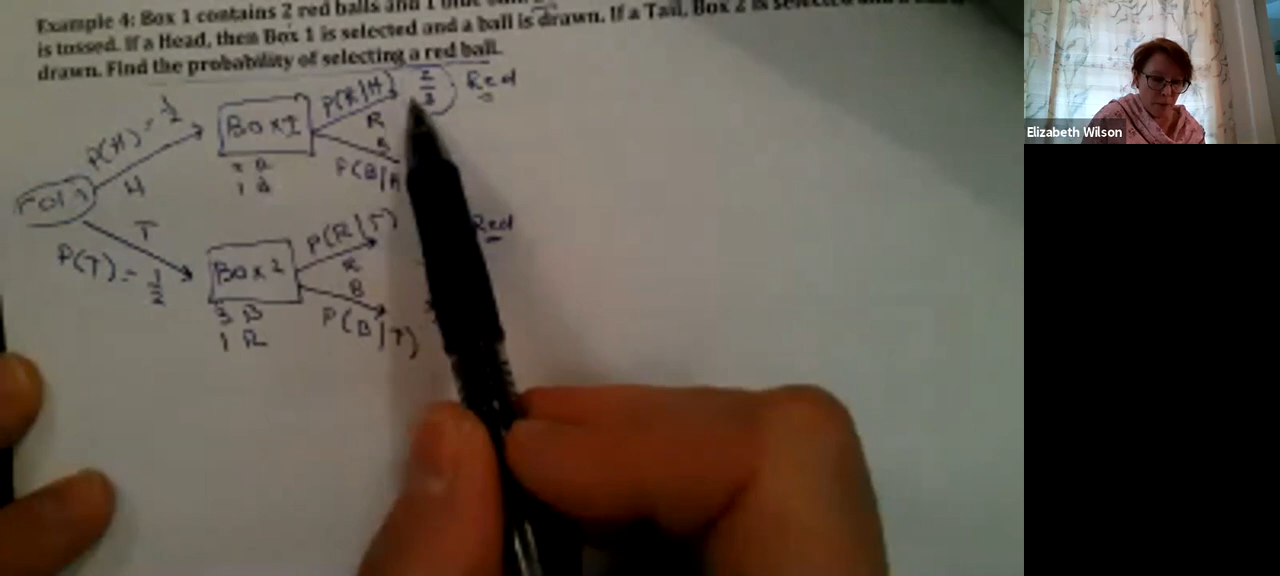 Example 4: Box 1 contains 2 red balls and 1 blue
is tossed. If a Head, then Box 1 is selected and a ball is drawn. If a Tail, Box 2 is selected
drawn. Find the probability of selecting a red ball.
P(H) = 1/2
H
Box 1
2 R
1 B
P(R|H)
R
2/3
Red
B
P(B|H
T
P(T) = 1/2
Box 2
3 B
1 R
P(R|T)
R
Red
B
P(B|T)
Elizabeth Wilson